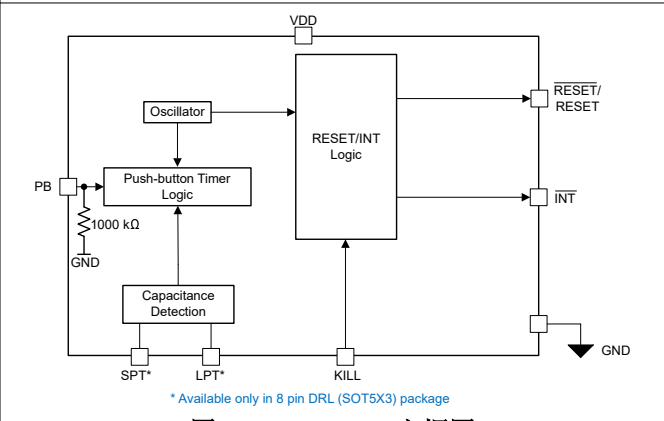 VDD
RESET/
RESET
Oscillator
RESET/INT
Logic
PB
Push-button Timer
Logic
INT
1000 kΩ
GND
Capacitance
Detection
GND
SPT*
LPT*
KILL
* Available only in 8 pin DRL (SOT5X3) package